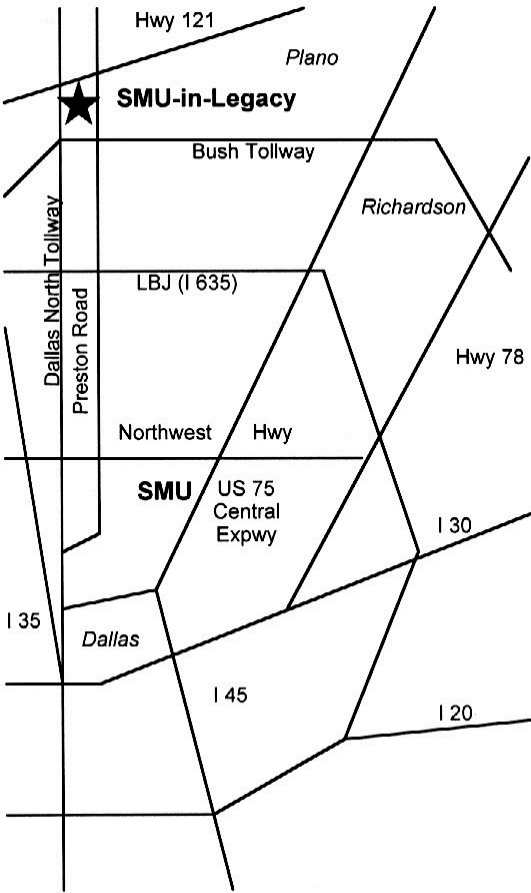 Hwy 121
Plano
SMU-in-Legacy
Bush Tollway
Richardson
Dallas North Tollway
Preston Road
LBJ (I 635)
Hwy 78
Northwest Hwy
SMU
US 75
Central
Expwy
I 30
I 35
Dallas
I 45
I 20